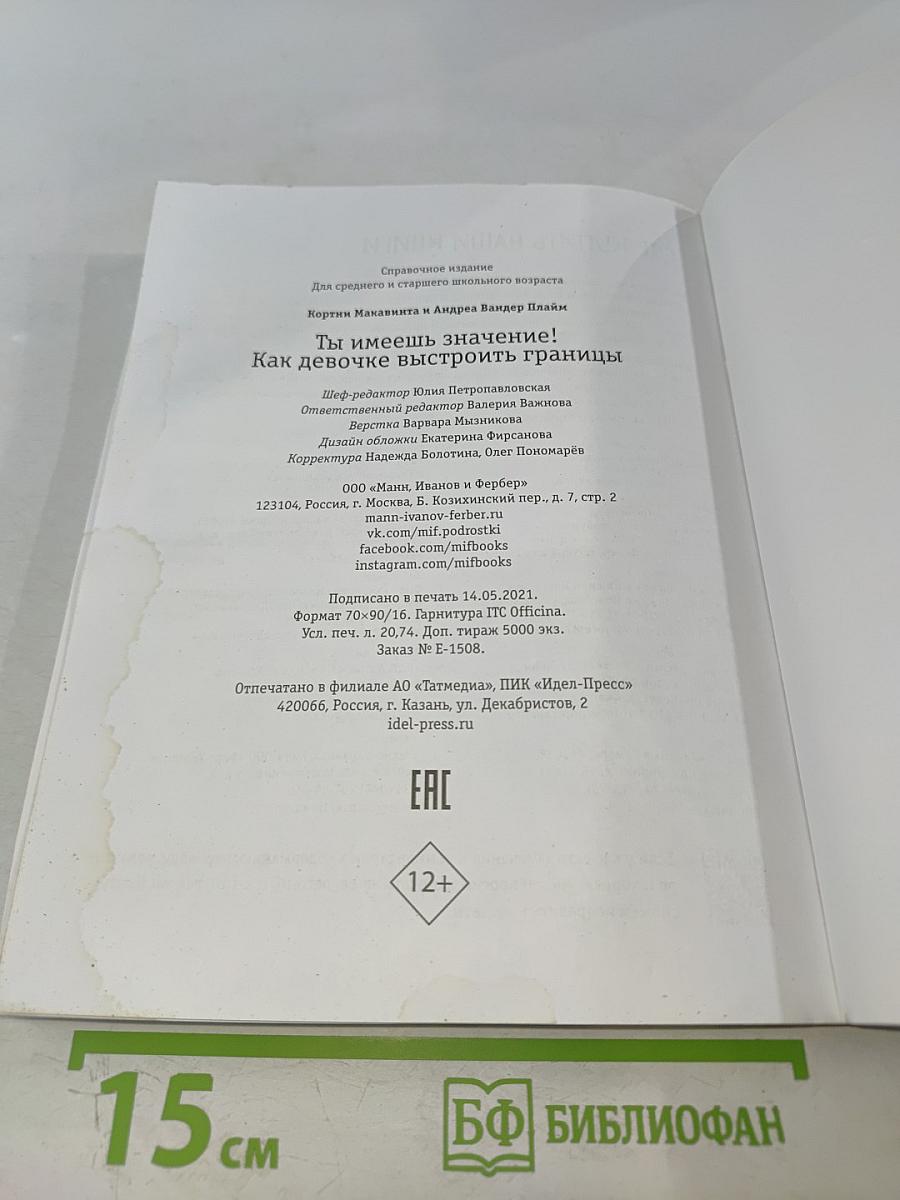 Справочное издание
Для среднего и старшего школьного возраста
Кортни Макавинта и Андреа Вандер Плайм
Ты имеешь значение!
Как девочке выстроить границы
Шеф-редактор Юлия Петропавловская
Ответственный редактор Валерия Важнова
Верстка Варвара Мызникова
Дизайн обложки Екатерина Фирсанова
Корректура Надежда Болотина, Олег Пономарёв
ООО «Манн, Иванов и Фербер»
123104, Россия, г. Москва, Б. Козихинский пер., д. 7, стр. 2
mann-ivanov-ferber.ru
vk.com/mif.podrostki
facebook.com/mifbooks
instagram.com/mifbooks
Подписано в печать 14.05.2021.
Формат 70×90/16. Гарнитура ITC Officina.
Усл. печ. л. 20,74. Доп. тираж 5000 экз.
Заказ № Е-1508.
Отпечатано в филиале АО «Татмедиа», ПИК «Идел-Пресс»
420066, Россия, г. Казань, ул. Декабристов, 2
idel-press.ru
ЕАС
12+
15 см
БФ БИБЛИОФАН